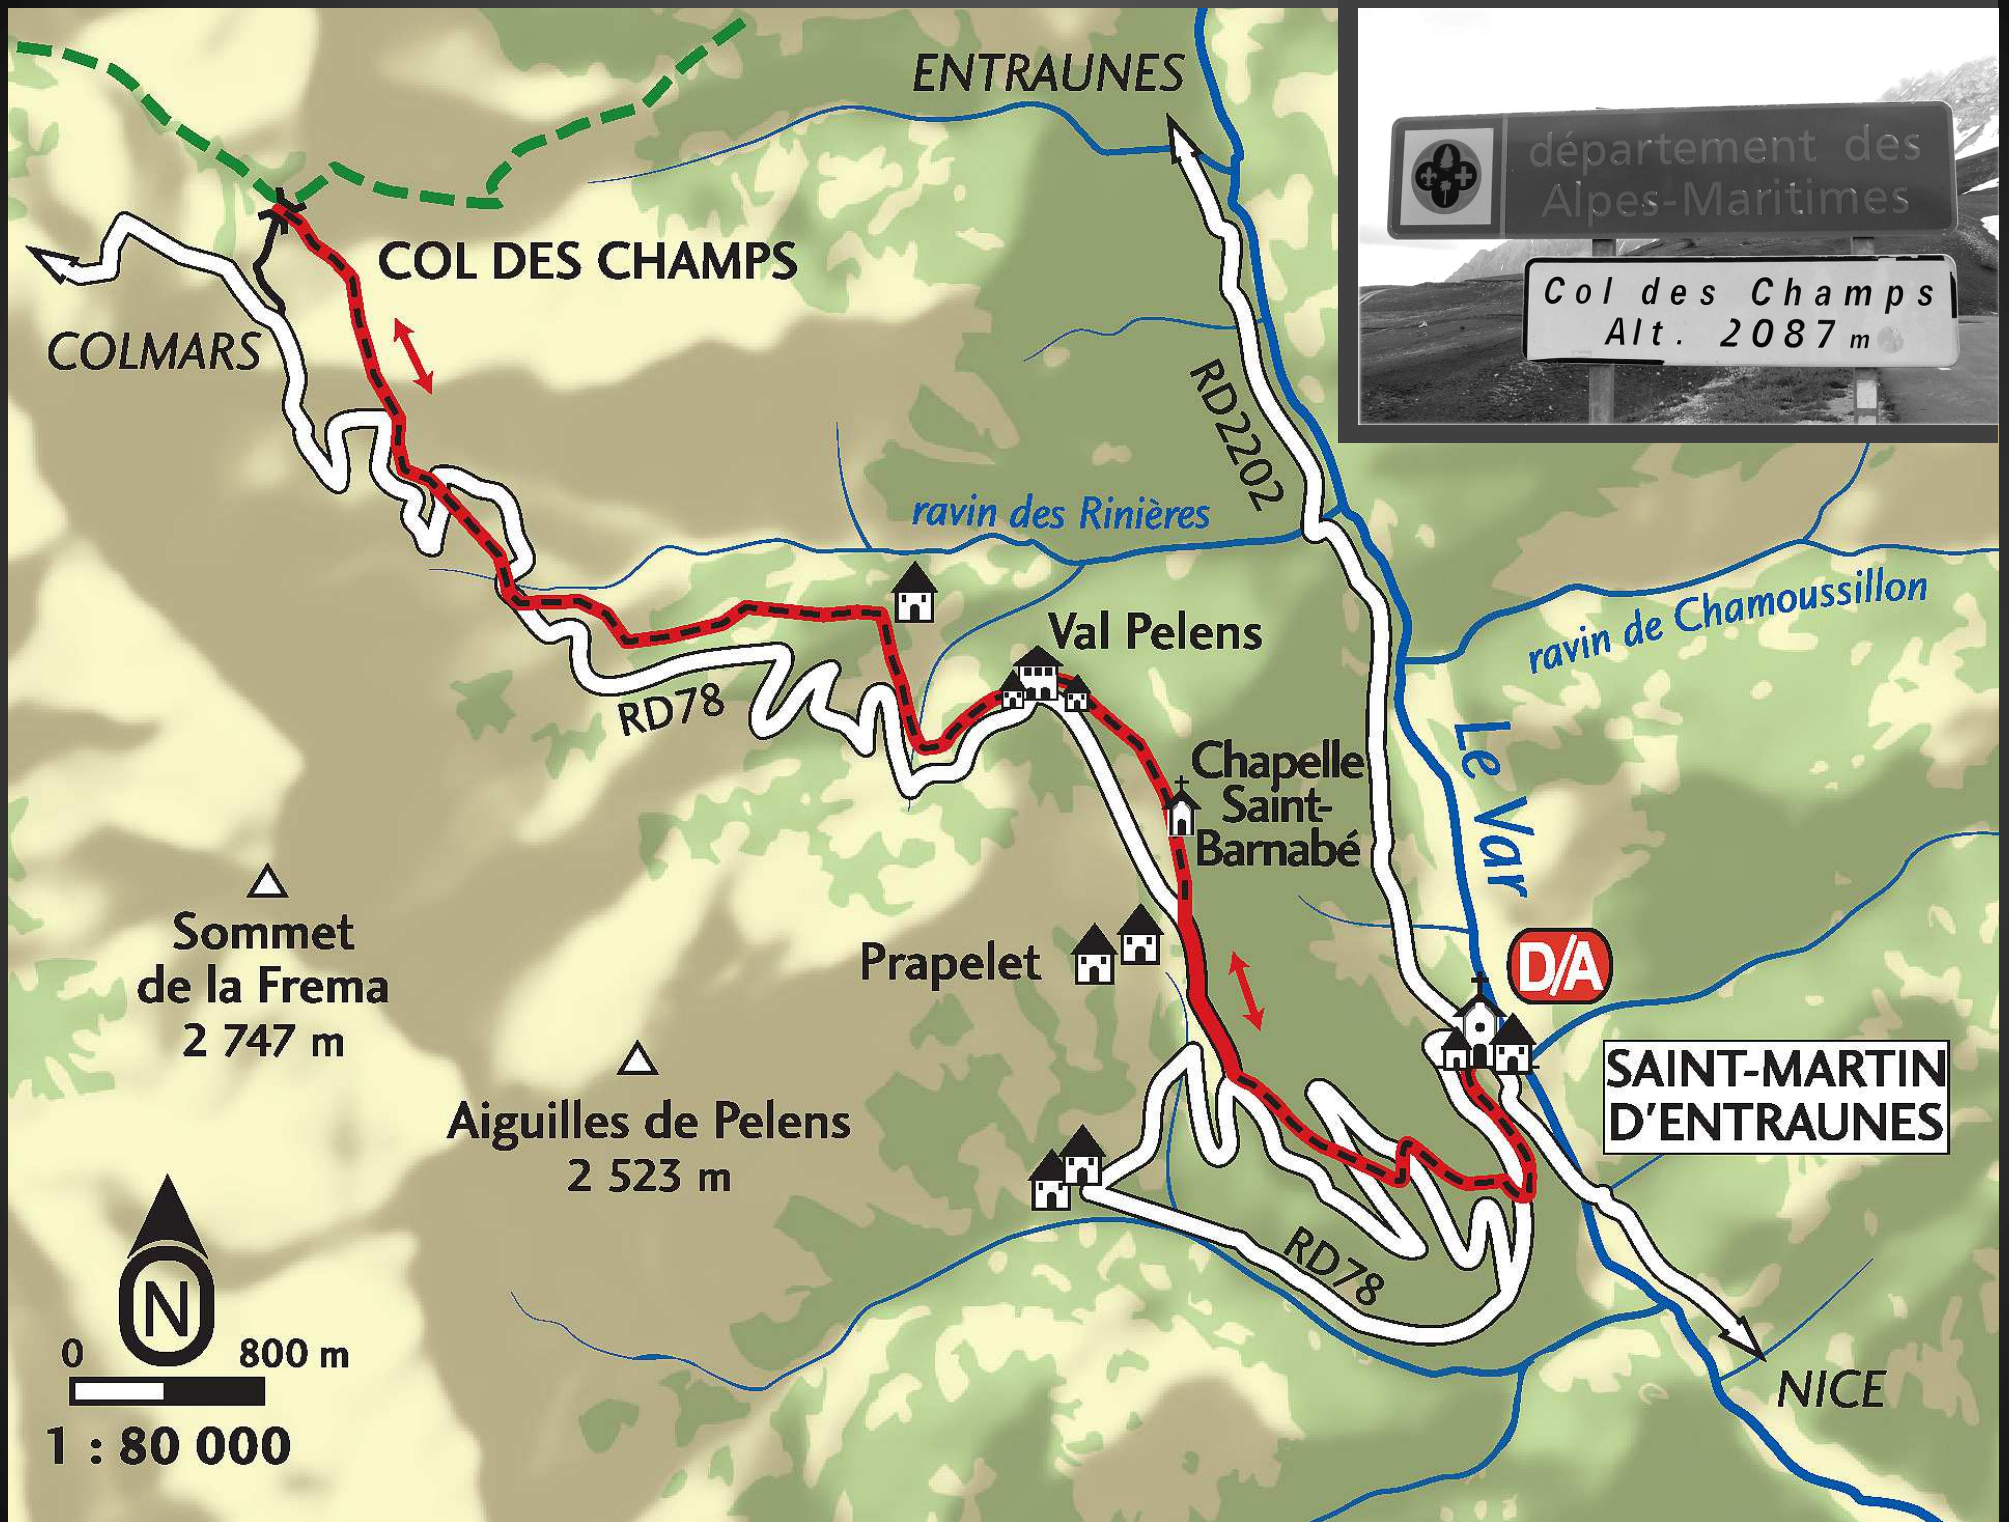 ENTRAUNES
département des
Alpes-Maritimes
Col des Champs
Alt. 2087 m
COL DES CHAMPS
COLMARS
RD2202
ravin des Rinières
ravin de Chamoussillon
Val Pelens
RD78
Le Var
Chapelle
Saint-
Barnabé
Sommet
de la Frema
2 747 m
Prapelet
D/A
SAINT-MARTIN
D'ENTRAUNES
Aiguilles de Pelens
2 523 m
RD78
N
0 800 m
1 : 80 000
NICE